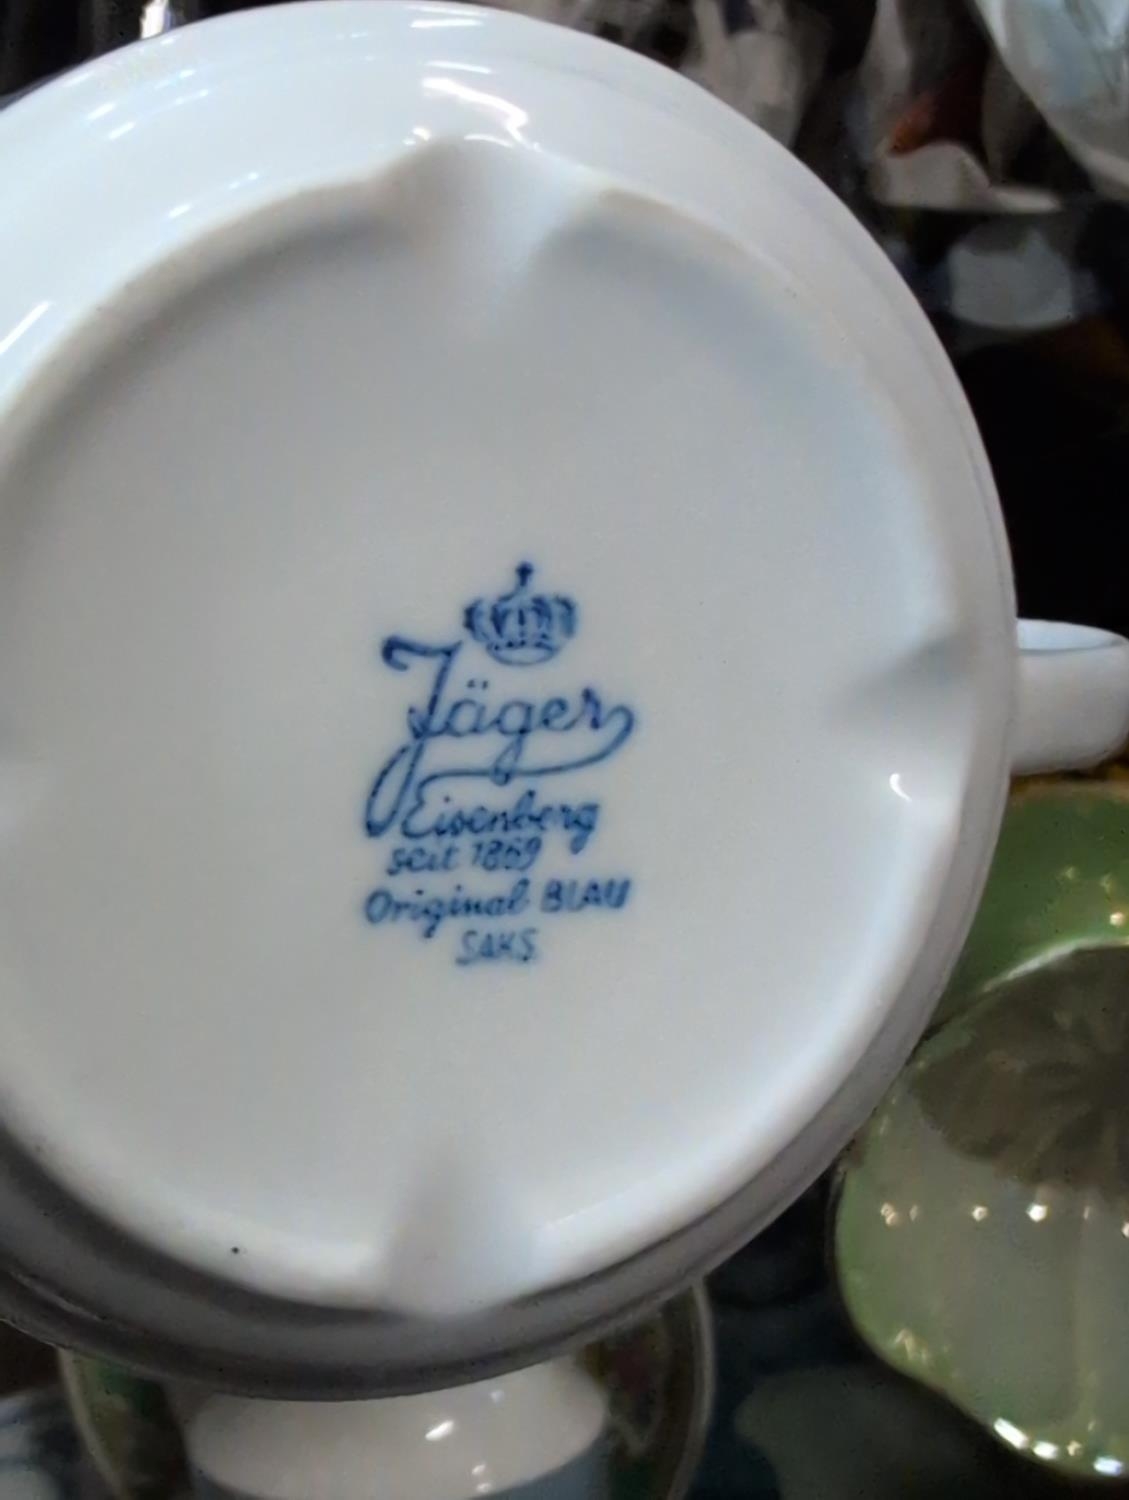 Jäger
Eisenberg
seit 1869
Original BLAU
SAKS.